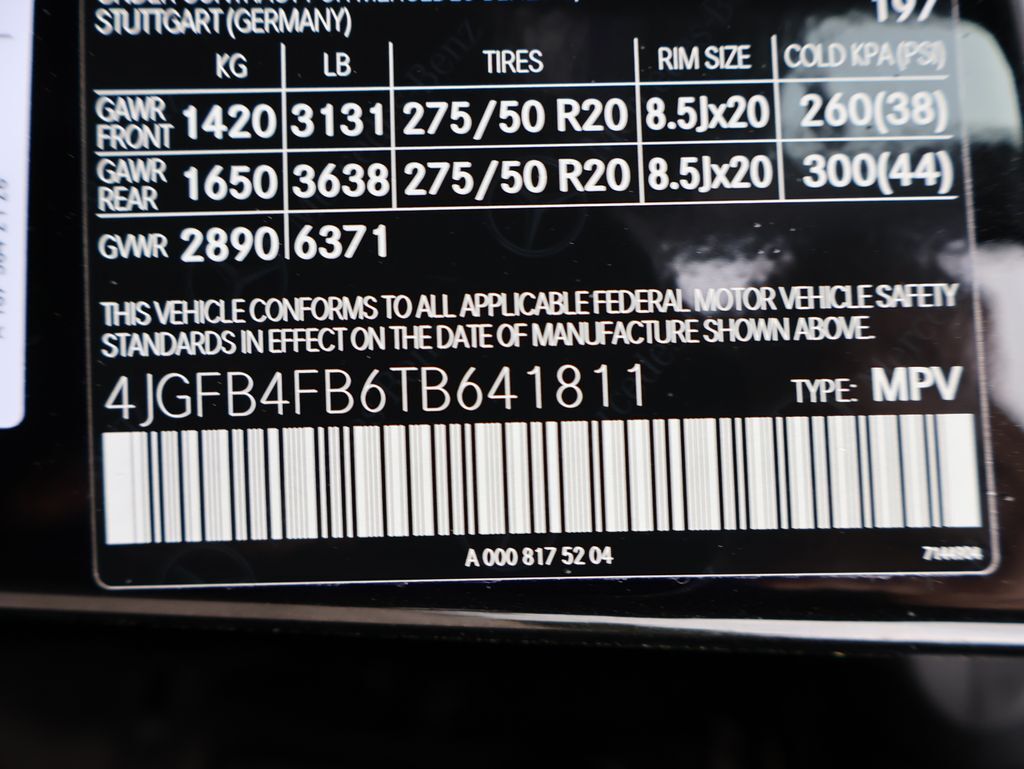 STUTTGART (GERMANY) 197
KG LB TIRES RIM SIZE COLD KPA (PSI)
GAWR FRONT 1420 3131 275/50 R20 8.5Jx20 260(38)
GAWR REAR 1650 3638 275/50 R20 8.5Jx20 300(44)
GVWR 2890 6371
THIS VEHICLE CONFORMS TO ALL APPLICABLE FEDERAL MOTOR VEHICLE SAFETY
STANDARDS IN EFFECT ON THE DATE OF MANUFACTURE SHOWN ABOVE.
4JGFB4FB6TB641811 TYPE: MPV
A 000 817 52 04